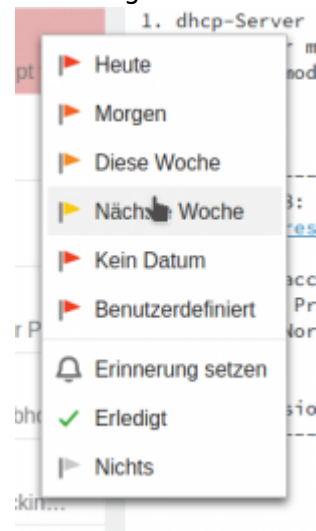 1. dhcp-Server
Heute
Morgen
Diese Woche
Nächste Woche
Kein Datum
Benutzerdefiniert
Erinnerung setzen
Erledigt
Nichts